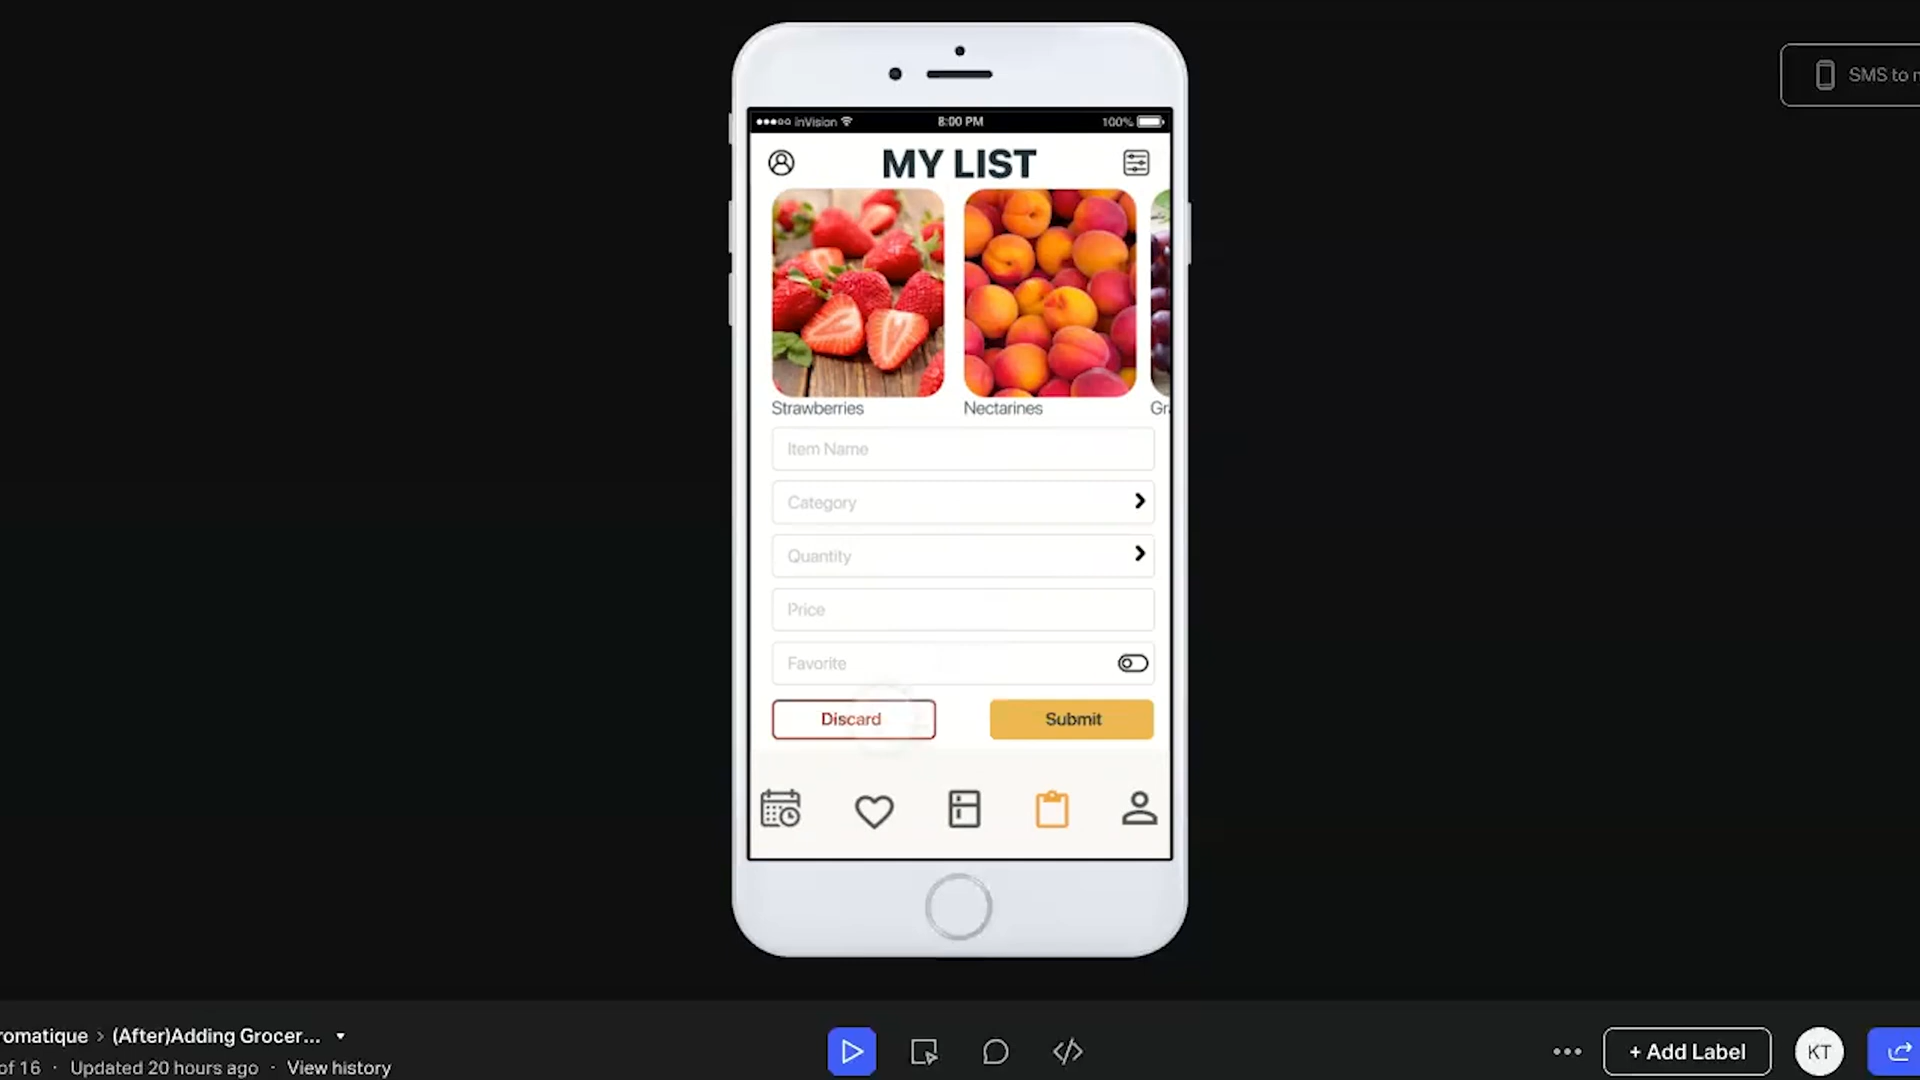 SMS to
inVision
8:00 PM
100%
MY LIST
Strawberries
Nectarines
Gr
Item Name
Category
Quantity
Price
Favorite
Discard
Submit
romatique > (After)Adding Grocer...
of 16 · Updated 20 hours ago · View history
+ Add Label
KT